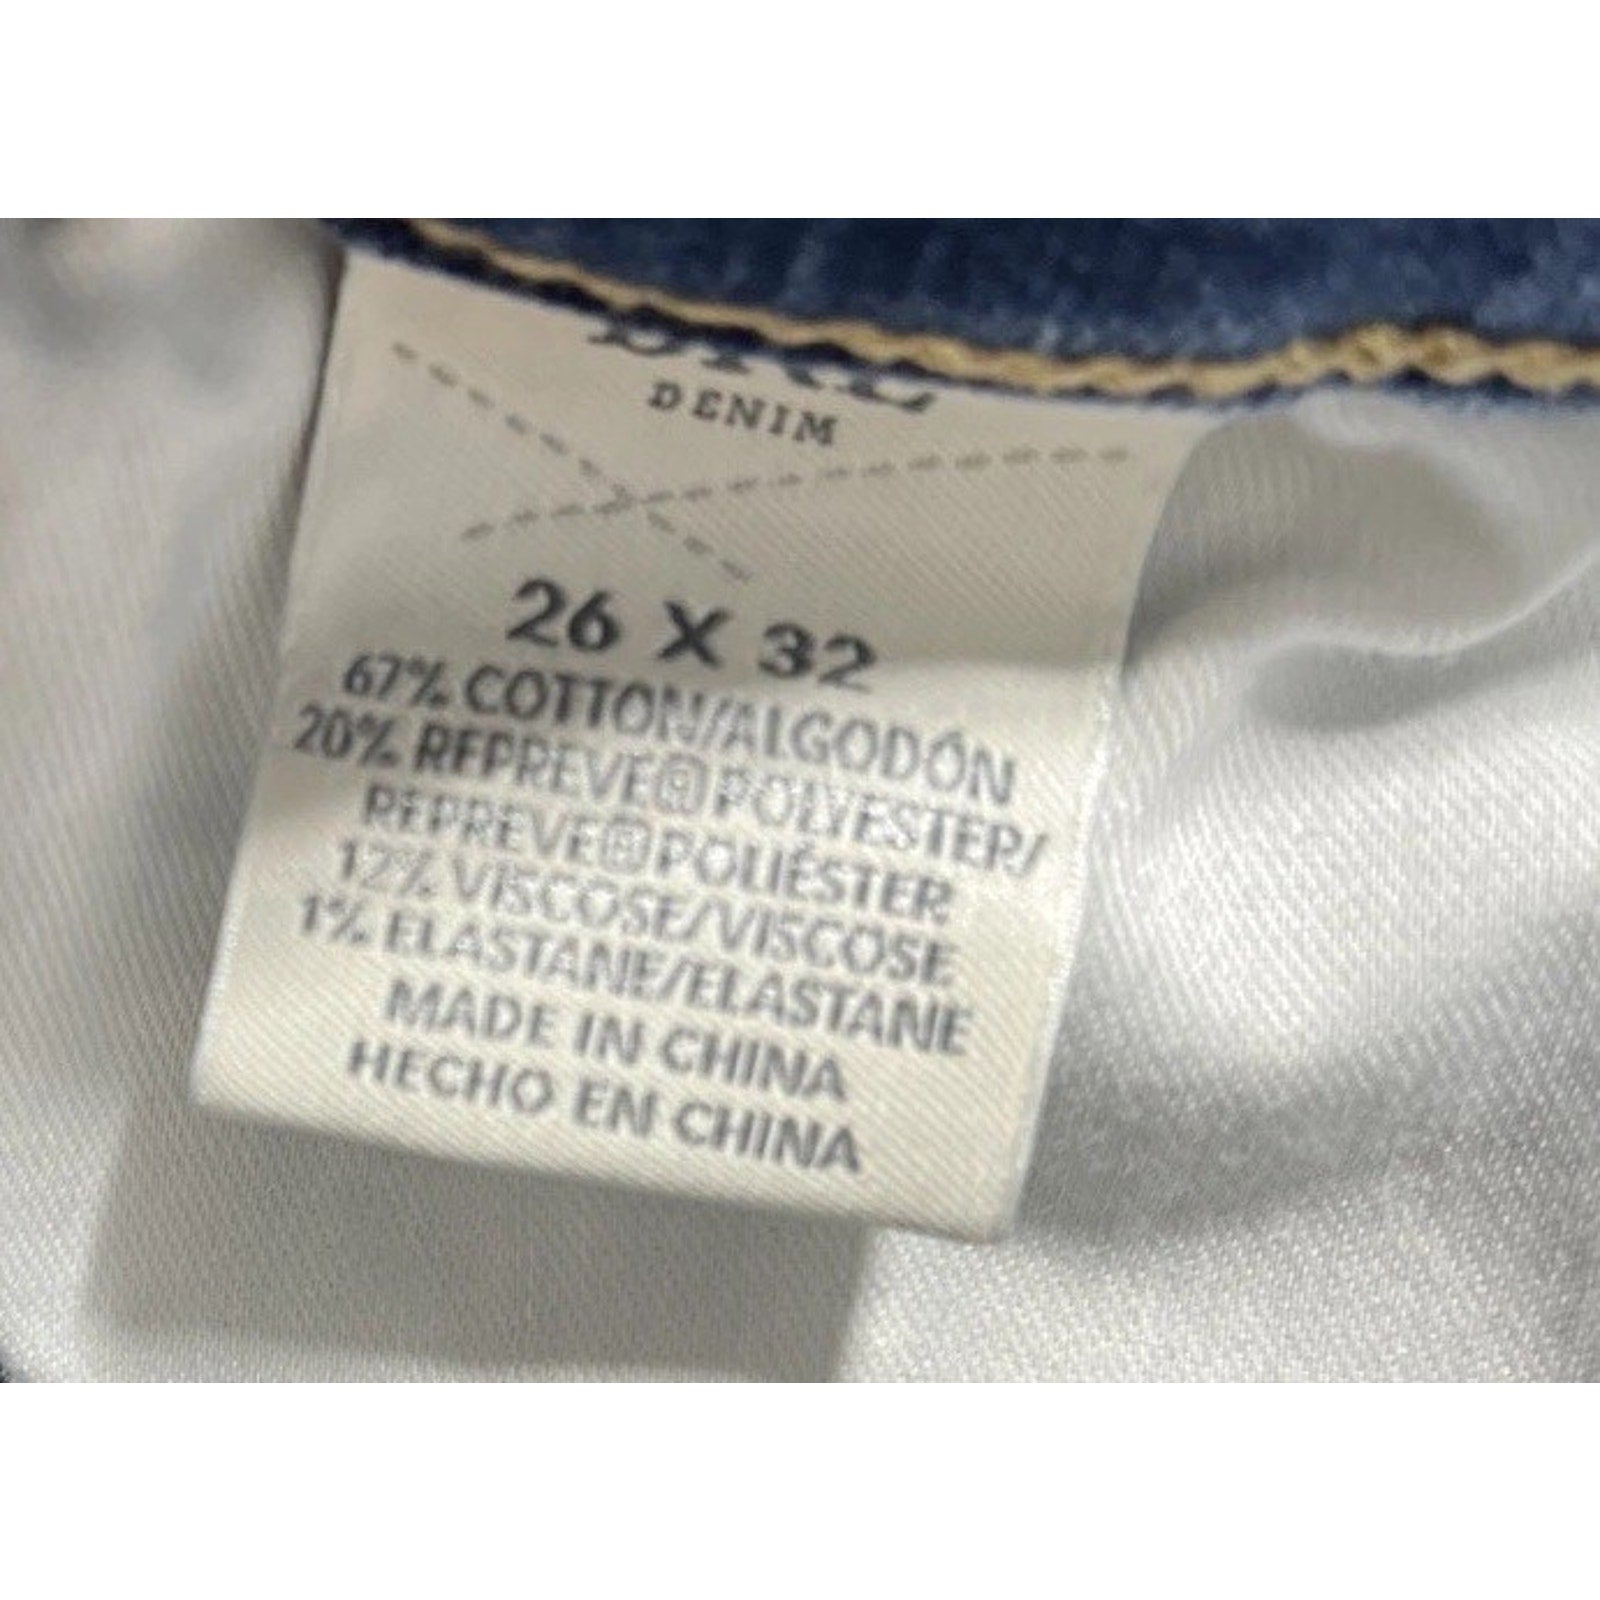 DENIM
26 X 32
67% COTTON/ALGODÓN
20% REPREVE® POLYESTER/
REPREVE® POLIÉSTER
12% VISCOSE/VISCOSE
1% ELASTANE/ELASTANE
MADE IN CHINA
HECHO EN CHINA